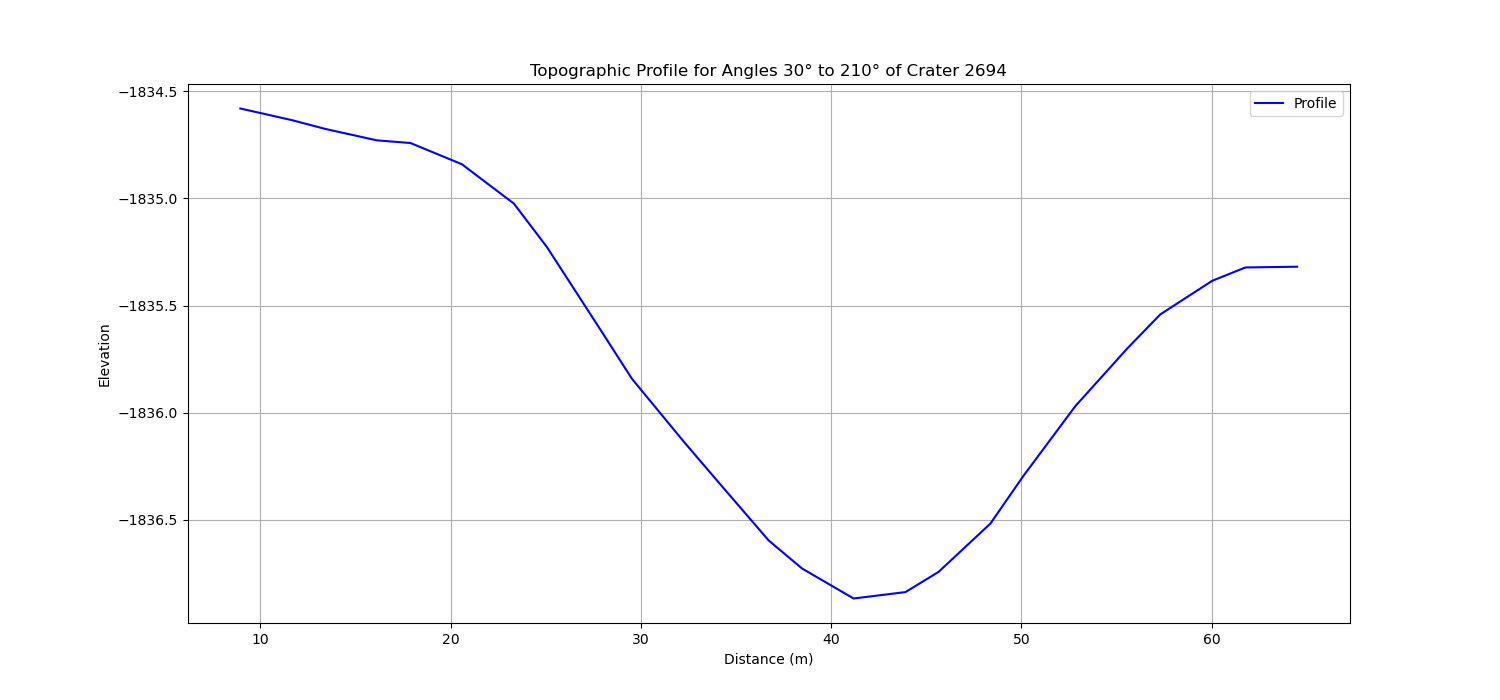 Topographic Profile for Angles 30° to 210° of Crater 2694
Profile
−1834.5
−1835.0
−1835.5
−1836.0
−1836.5
Elevation
10 20 30 40 50 60
Distance (m)